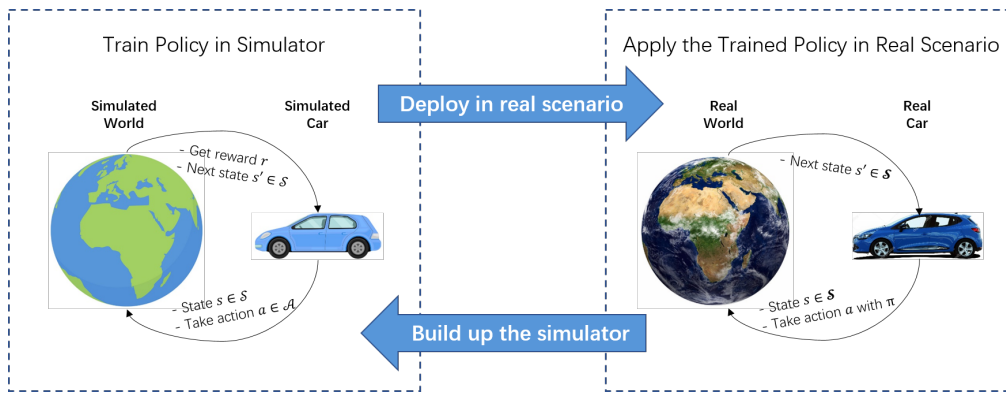 Train Policy in Simulator
Simulated
World
Simulated
Car
- Get reward r
- Next state s′ ∈ 𝒮
- State s ∈ 𝒮
- Take action a ∈ 𝒜
Deploy in real scenario
Build up the simulator
Apply the Trained Policy in Real Scenario
Real
World
Real
Car
- Next state s′ ∈ 𝓢
- State s ∈ 𝓢
- Take action a with π